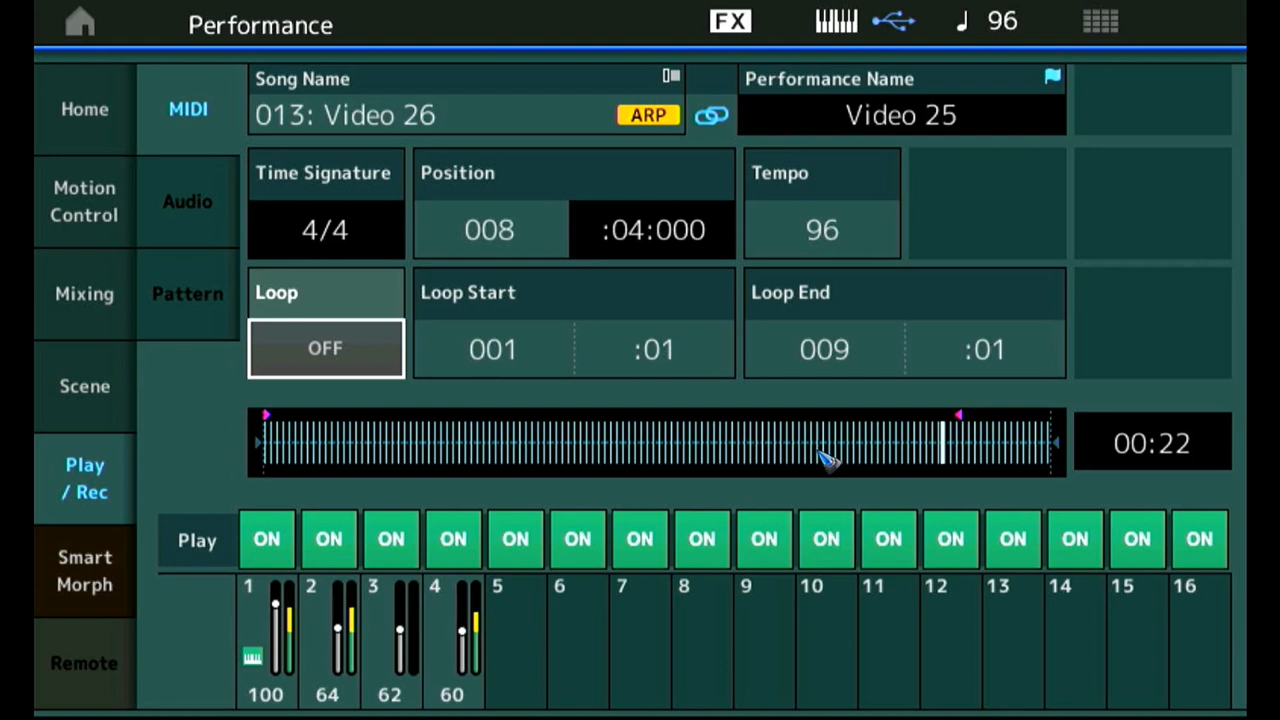 Performance
FX
♩ 96
Home
MIDI
Song Name
013: Video 26
ARP
Performance Name
Video 25
Motion
Control
Audio
Time Signature
4/4
Position
008
:04:000
Tempo
96
Mixing
Pattern
Loop
OFF
Loop Start
001
:01
Loop End
009
:01
Scene
00:22
Play
/ Rec
Play
ON ON ON ON ON ON ON ON ON ON ON ON ON ON ON ON
Smart
Morph
1 2 3 4 5 6 7 8 9 10 11 12 13 14 15 16
Remote
100 64 62 60